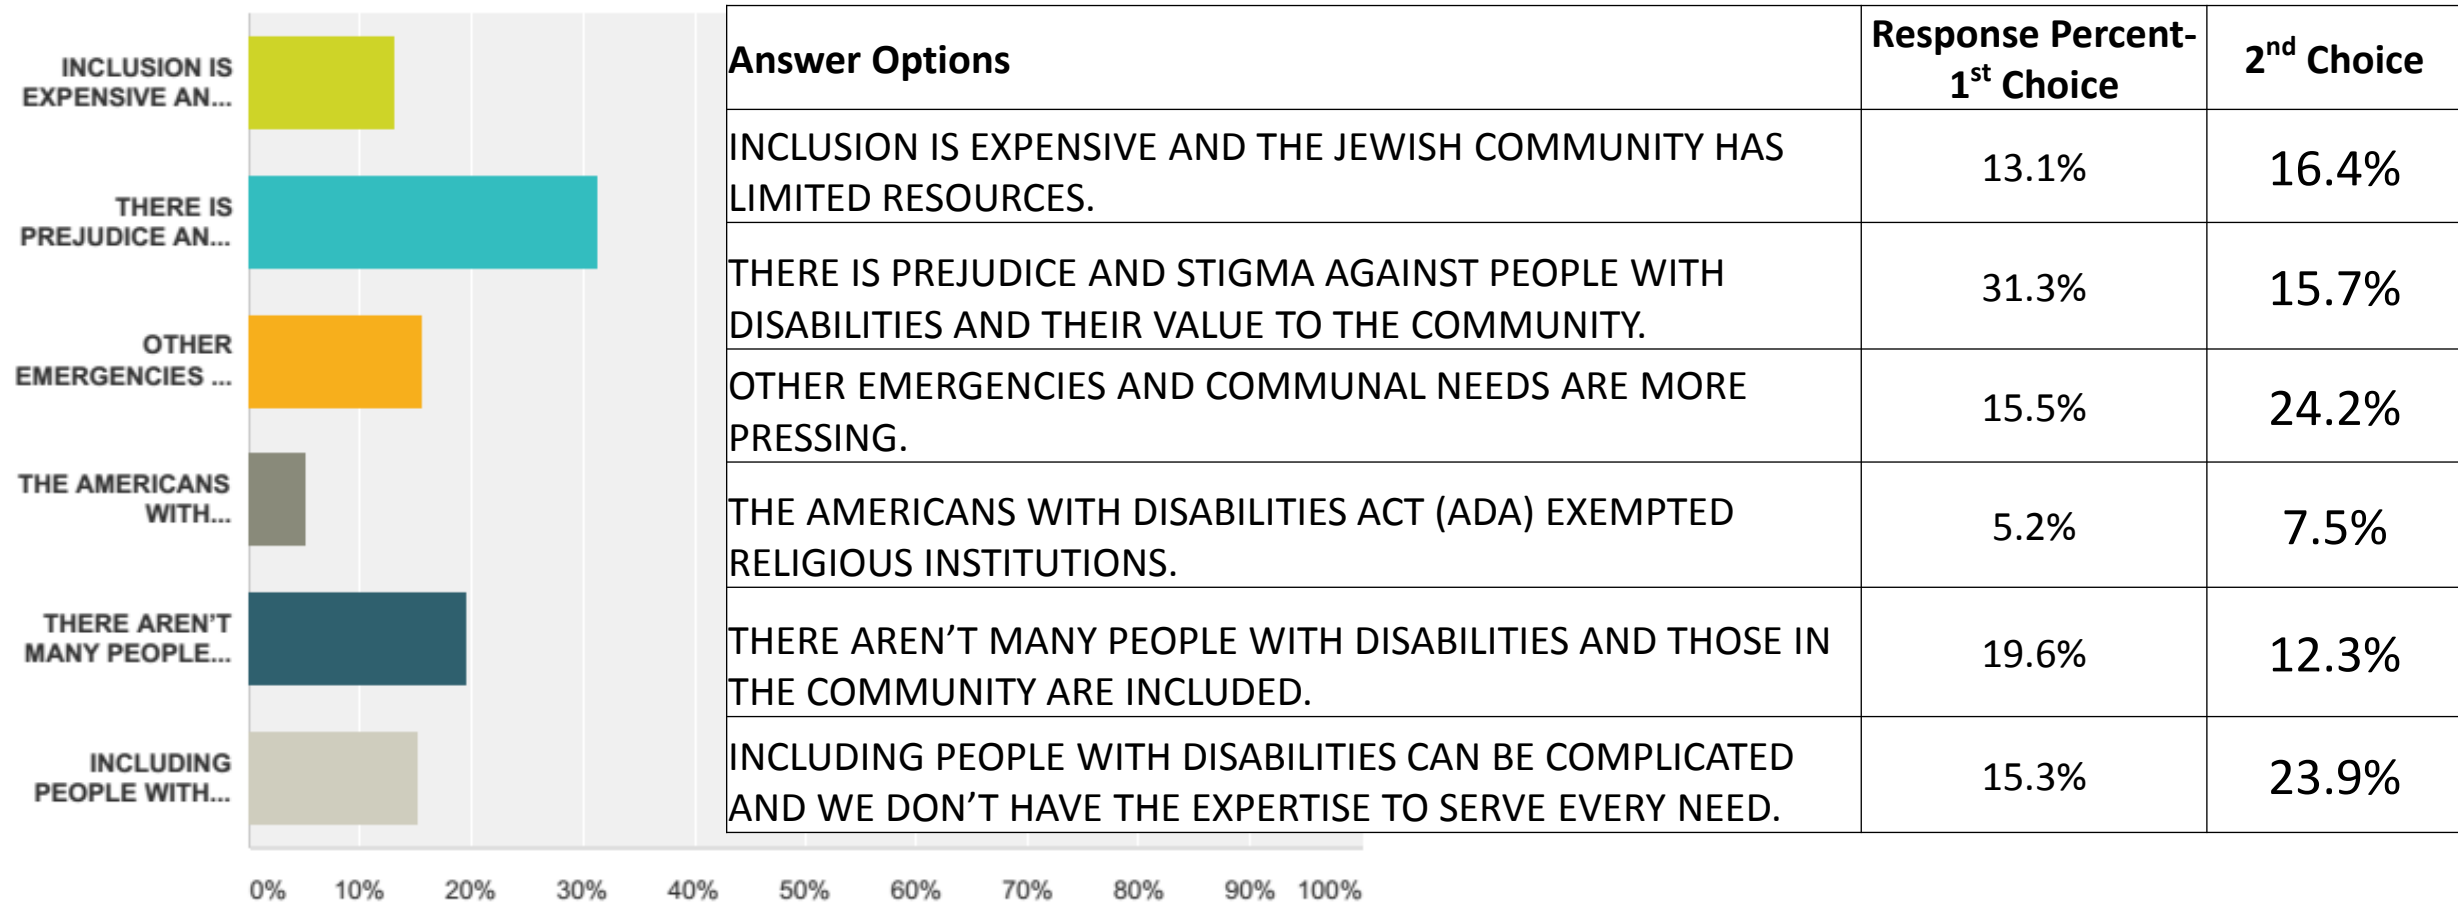 INCLUSION IS
EXPENSIVE AN...
THERE IS
PREJUDICE AN...
OTHER
EMERGENCIES ...
THE AMERICANS
WITH...
THERE AREN'T
MANY PEOPLE...
INCLUDING
PEOPLE WITH...
0% 10% 20% 30% 40% 50% 60% 70% 80% 90% 100%
Answer Options
Response Percent-
1st Choice
2nd Choice
INCLUSION IS EXPENSIVE AND THE JEWISH COMMUNITY HAS
LIMITED RESOURCES.
13.1%
16.4%
THERE IS PREJUDICE AND STIGMA AGAINST PEOPLE WITH
DISABILITIES AND THEIR VALUE TO THE COMMUNITY.
31.3%
15.7%
OTHER EMERGENCIES AND COMMUNAL NEEDS ARE MORE
PRESSING.
15.5%
24.2%
THE AMERICANS WITH DISABILITIES ACT (ADA) EXEMPTED
RELIGIOUS INSTITUTIONS.
5.2%
7.5%
THERE AREN’T MANY PEOPLE WITH DISABILITIES AND THOSE IN
THE COMMUNITY ARE INCLUDED.
19.6%
12.3%
INCLUDING PEOPLE WITH DISABILITIES CAN BE COMPLICATED
AND WE DON’T HAVE THE EXPERTISE TO SERVE EVERY NEED.
15.3%
23.9%